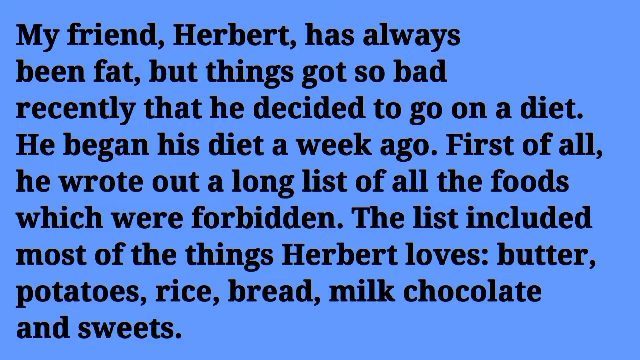 My friend, Herbert, has always
been fat, but things got so bad
recently that he decided to go on a diet.
He began his diet a week ago. First of all,
he wrote out a long list of all the foods
which were forbidden. The list included
most of the things Herbert loves: butter,
potatoes, rice, bread, milk chocolate
and sweets.